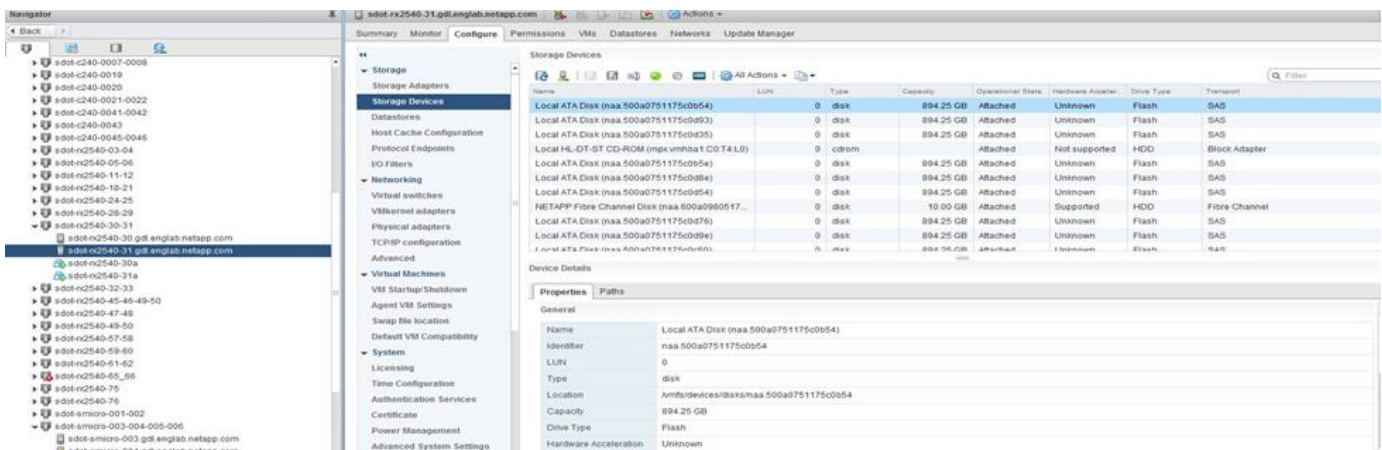 Navigator
sdot-rx2540-31.gdl.englab.netapp.com
Actions
Back
Summary Monitor Configure Permissions VMs Datastores Networks Update Manager
sdot-c240-0007-0008
sdot-c240-0019
sdot-c240-0020
sdot-c240-0021-0022
sdot-c240-0041-0042
sdot-c240-0043
sdot-c240-0045-0046
sdot-rx2540-03-04
sdot-rx2540-05-06
sdot-rx2540-11-12
sdot-rx2540-18-21
sdot-rx2540-24-25
sdot-rx2540-28-29
sdot-rx2540-30-31
sdot-rx2540-30.gdl.englab.netapp.com
sdot-rx2540-31.gdl.englab.netapp.com
sdot-rx2540-30a
sdot-rx2540-31a
sdot-rx2540-32-33
sdot-rx2540-45-46-49-50
sdot-rx2540-47-48
sdot-rx2540-49-50
sdot-rx2540-57-58
sdot-rx2540-59-60
sdot-rx2540-61-62
sdot-rx2540-65_66
sdot-rx2540-75
sdot-rx2540-76
sdot-smicro-001-002
sdot-smicro-003-004-005-006
sdot-smicro-003.gdl.englab.netapp.com
Storage
Storage Adapters
Storage Devices
Datastores
Host Cache Configuration
Protocol Endpoints
I/O Filters
Networking
Virtual switches
VMkernel adapters
Physical adapters
TCP/IP configuration
Advanced
Virtual Machines
VM Startup/Shutdown
Agent VM Settings
Swap file location
Default VM Compatibility
System
Licensing
Time Configuration
Authentication Services
Certificate
Power Management
Advanced System Settings
Storage Devices
All Actions
Filter
Name LUN Type Capacity Operational State Hardware Acceler... Drive Type Transport
Local ATA Disk (naa.500a0751175c0b54) 0 disk 894.25 GB Attached Unknown Flash SAS
Local ATA Disk (naa.500a0751175c0d93) 0 disk 894.25 GB Attached Unknown Flash SAS
Local ATA Disk (naa.500a0751175c0d35) 0 disk 894.25 GB Attached Unknown Flash SAS
Local HL-DT-ST CD-ROM (mpx.vmhba1:C0:T4:L0) 0 cdrom Attached Not supported HDD Block Adapter
Local ATA Disk (naa.500a0751175c0b5e) 0 disk 894.25 GB Attached Unknown Flash SAS
Local ATA Disk (naa.500a0751175c0d8e) 0 disk 894.25 GB Attached Unknown Flash SAS
Local ATA Disk (naa.500a0751175c0d54) 0 disk 894.25 GB Attached Unknown Flash SAS
NETAPP Fibre Channel Disk (naa.600a0980517... 0 disk 10.00 GB Attached Supported HDD Fibre Channel
Local ATA Disk (naa.500a0751175c0d76) 0 disk 894.25 GB Attached Unknown Flash SAS
Local ATA Disk (naa.500a0751175c0d9e) 0 disk 894.25 GB Attached Unknown Flash SAS
Local ATA Disk 0 disk 894.25 GB Attached Unknown Flash SAS
Device Details
Properties Paths
General
Name Local ATA Disk (naa.500a0751175c0b54)
Identifier naa.500a0751175c0b54
LUN 0
Type disk
Location /vmfs/devices/disks/naa.500a0751175c0b54
Capacity 894.25 GB
Drive Type Flash
Hardware Acceleration Unknown